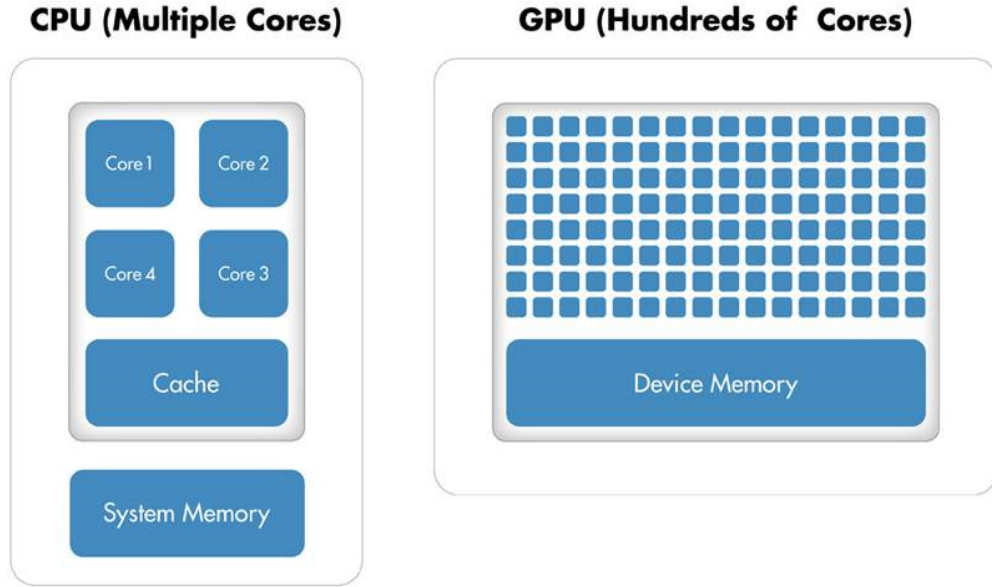 CPU (Multiple Cores)
GPU (Hundreds of Cores)
Core 1
Core 2
Core 4
Core 3
Cache
System Memory
Device Memory